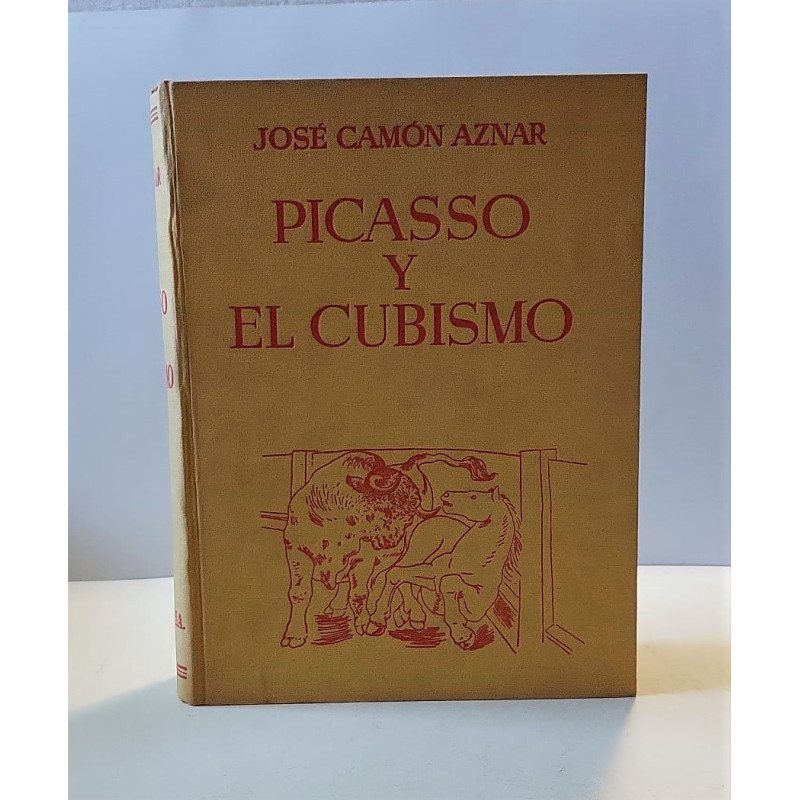 JOSÉ CAMÓN AZNAR
PICASSO
Y
EL CUBISMO